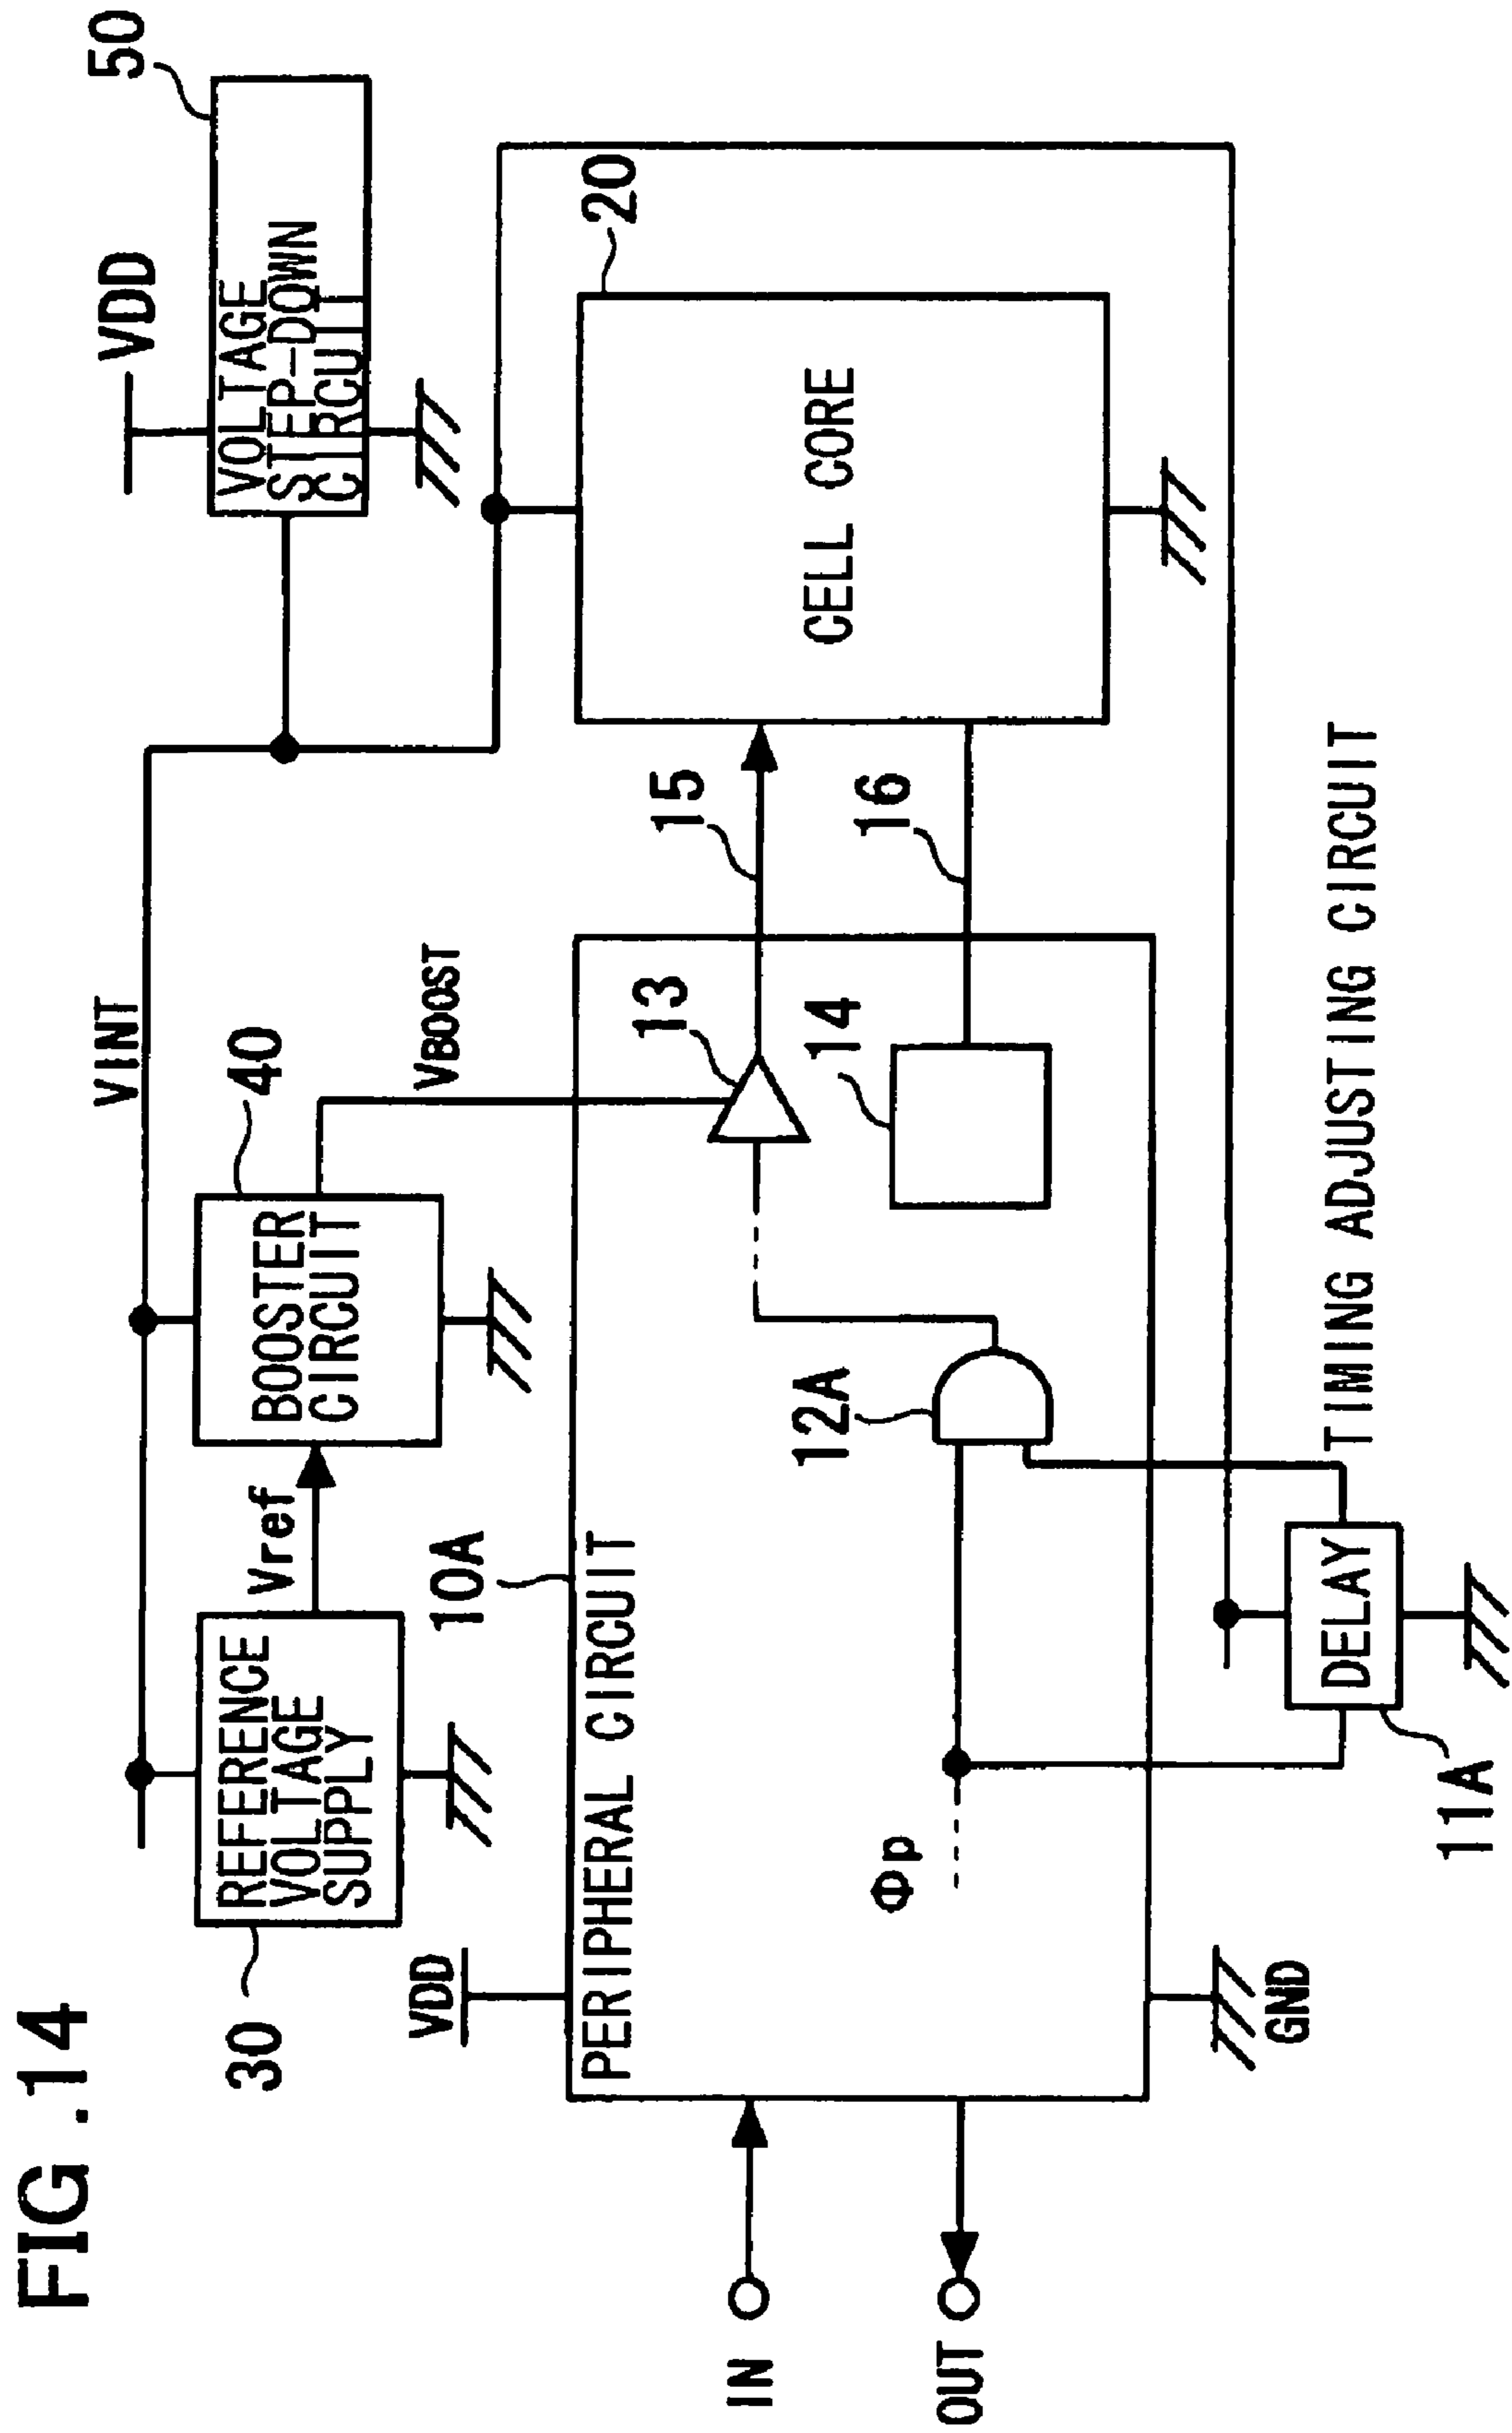 FIG.14
VDD
50
VOLTAGE
STEP-DOWN
CIRCUIT
VINT
40
BOOSTER
CIRCUIT
VBOOST
Vref
30
REFERENCE
VOLTAGE
SUPPLY
VDD
10A
PERIPHERAL CIRCUIT
13
15
20
CELL CORE
14
16
12A
Φp
IN
OUT
GND
DELAY
11A
TIMING ADJUSTING CIRCUIT